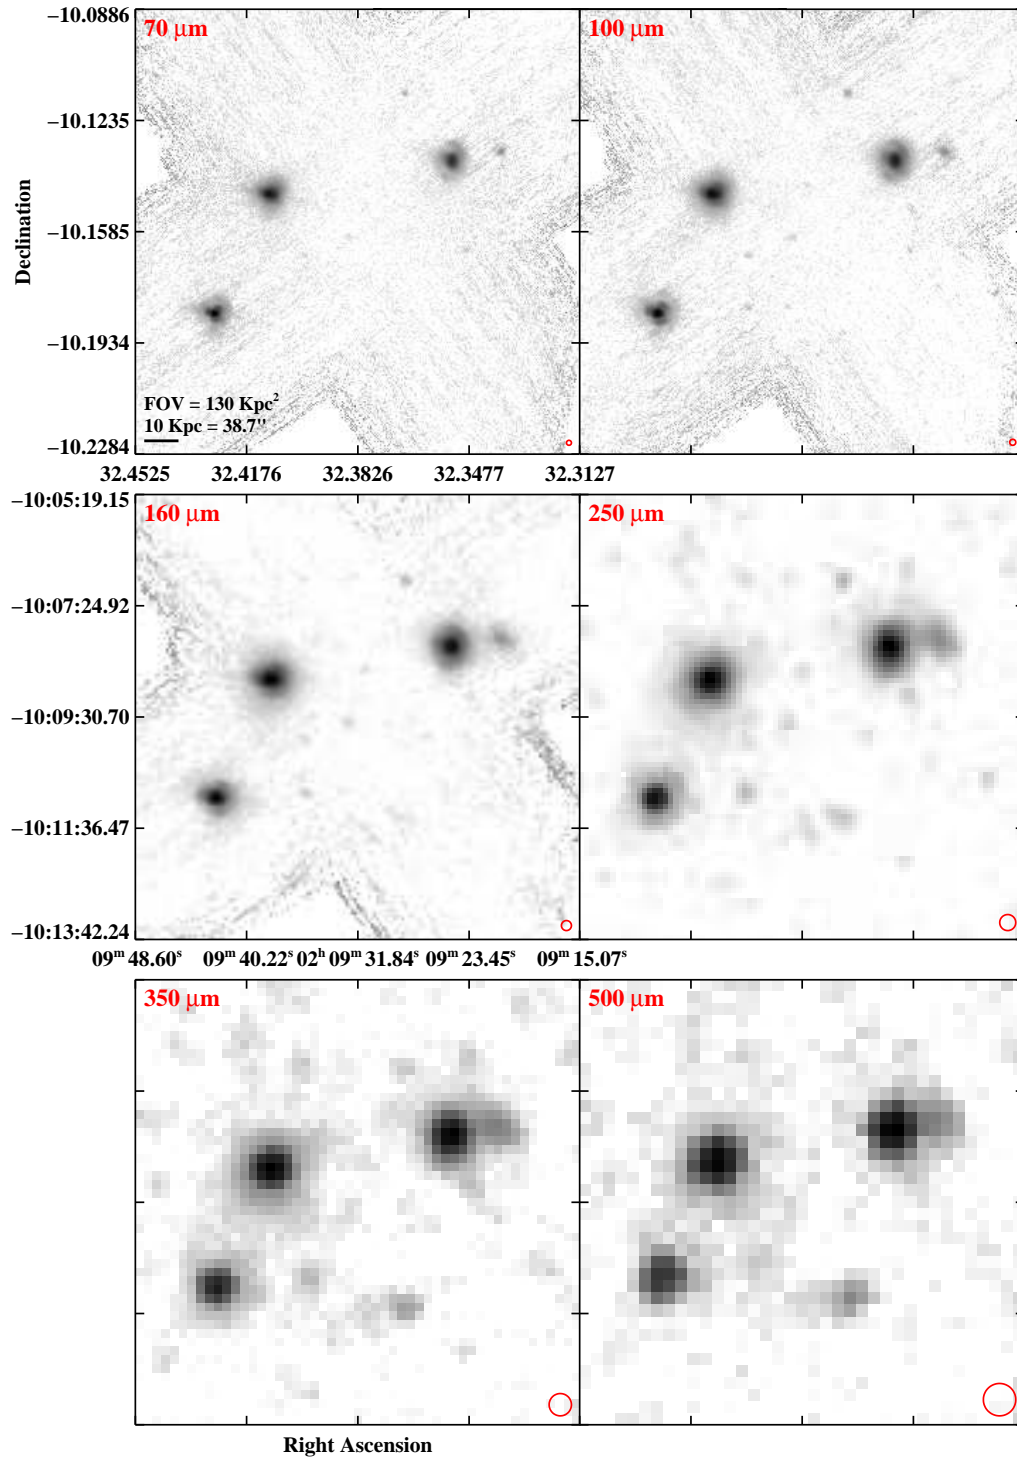 70 μm
100 μm
−10.0886
−10.1235
−10.1585
−10.1934
−10.2284
Declination
FOV = 130 Kpc²
10 Kpc = 38.7"
32.4525 32.4176 32.3826 32.3477 32.3127
160 μm
250 μm
−10:05:19.15
−10:07:24.92
−10:09:30.70
−10:11:36.47
−10:13:42.24
09ᵐ 48.60ˢ 09ᵐ 40.22ˢ 02ʰ 09ᵐ 31.84ˢ 09ᵐ 23.45ˢ 09ᵐ 15.07ˢ
350 μm
500 μm
Right Ascension